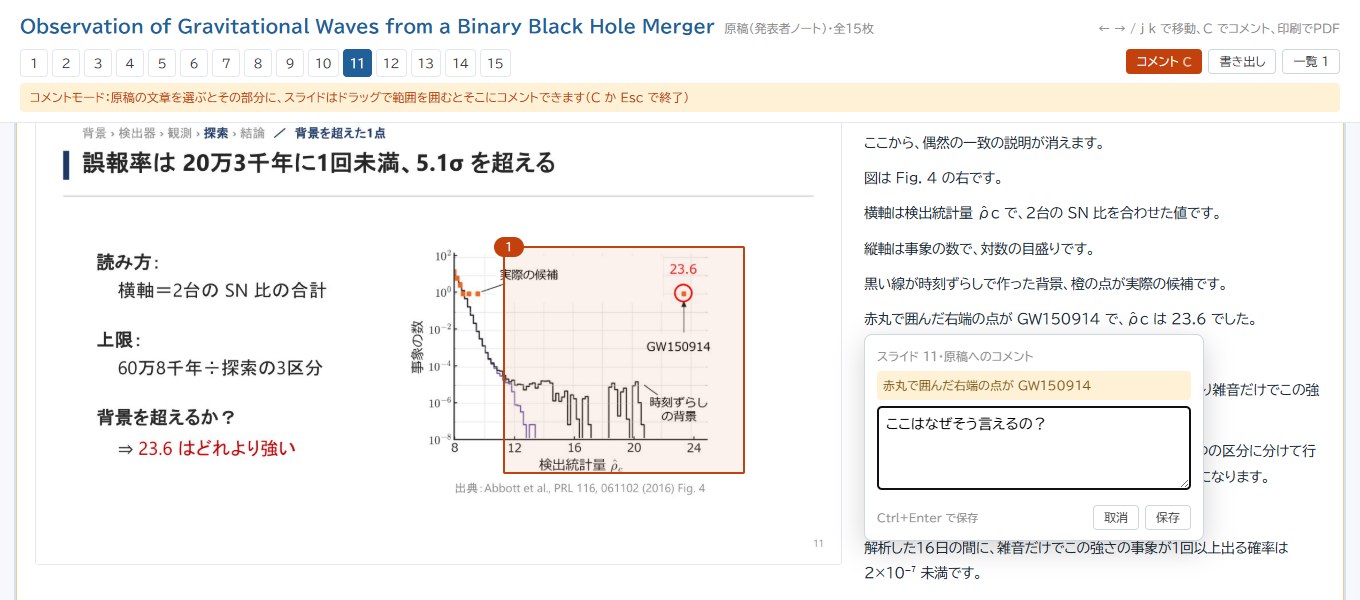 Observation of Gravitational Waves from a Binary Black Hole Merger 原稿(発表者ノート)・全15枚
← → / j k で移動、C でコメント、印刷でPDF
1 2 3 4 5 6 7 8 9 10 11 12 13 14 15
コメント C 書き出し 一覧 1
コメントモード：原稿の文章を選ぶとその部分に、スライドはドラッグで範囲を囲むとそこにコメントできます（C か Esc で終了）
背景 › 検出器 › 観測 › 探索 › 結論 ／ 背景を超えた1点
誤報率は 20万3千年に1回未満、5.1σ を超える
読み方：
横軸＝2台の SN 比の合計
上限：
60万8千年÷探索の3区分
背景を超えるか？
⇒ 23.6 はどれより強い
1
10² 
10⁰
10⁻²
10⁻⁴
10⁻⁶
10⁻⁸
事象の数
実際の候補
23.6
GW150914
時刻ずらし
の背景
8 12 16 20 24
検出統計量 ρ̂c
出典：Abbott et al., PRL 116, 061102 (2016) Fig. 4
11
ここから、偶然の一致の説明が消えます。
図は Fig. 4 の右です。
横軸は検出統計量 ρ̂c で、2台の SN 比を合わせた値です。
縦軸は事象の数で、対数の目盛りです。
黒い線が時刻ずらしで作った背景、橙の点が実際の候補です。
赤丸で囲んだ右端の点が GW150914 で、ρ̂c は 23.6 でした。
スライド 11・原稿へのコメント
赤丸で囲んだ右端の点が GW150914
ここはなぜそう言えるの？
Ctrl+Enter で保存 取消 保存
り雑音だけでこの強
つの区分に分けて行
になります。
解析した16日の間に、雑音だけでこの強さの事象が1回以上出る確率は
2×10⁻⁷ 未満です。